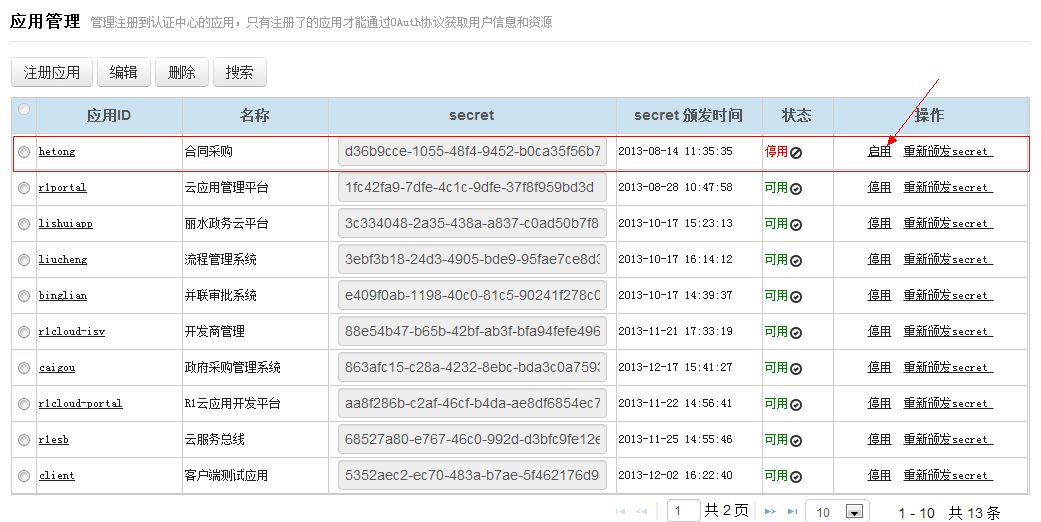 应用管理 管理注册到认证中心的应用，只有注册了的应用才能通过OAuth协议获取用户信息和资源
注册应用 编辑 删除 搜索
应用ID 名称 secret secret 颁发时间 状态 操作
hetong 合同采购 d36b9cce-1055-48f4-9452-b0ca35f56b7 2013-08-14 11:35:35 停用 启用 重新颁发secret
r1portal 云应用管理平台 1fc42fa9-7dfe-4c1c-9dfe-37f8f959bd3d 2013-08-28 10:47:58 可用 停用 重新颁发secret
lishuiapp 丽水政务云平台 3c334048-2a35-438a-a837-c0ad50b7f8 2013-10-17 15:23:13 可用 停用 重新颁发secret
liucheng 流程管理系统 3ebf3b18-24d3-4905-bde9-95fae7ce8d3 2013-10-17 16:14:12 可用 停用 重新颁发secret
binglian 并联审批系统 e409f0ab-1198-40c0-81c5-90241f278c0 2013-10-17 14:39:37 可用 停用 重新颁发secret
r1cloud-isv 开发商管理 88e54b47-b65b-42bf-ab3f-bfa94fefe496 2013-11-21 17:33:19 可用 停用 重新颁发secret
caigou 政府采购管理系统 863afc15-c28a-4232-8ebc-bda3c0a7593 2013-12-17 15:41:27 可用 停用 重新颁发secret
r1cloud-portal R1云应用开发平台 aa8f286b-c2af-46cf-b4da-ae8df6854ec7 2013-11-22 14:56:41 可用 停用 重新颁发secret
r1esb 云服务总线 68527a80-e767-46c0-992d-d3bfc9fe12e 2013-11-25 14:55:46 可用 停用 重新颁发secret
client 客户端测试应用 5352aec2-ec70-483a-b7ae-5f462176d9 2013-12-02 16:22:40 可用 停用 重新颁发secret
1 共 2 页 10 1 - 10 共 13 条